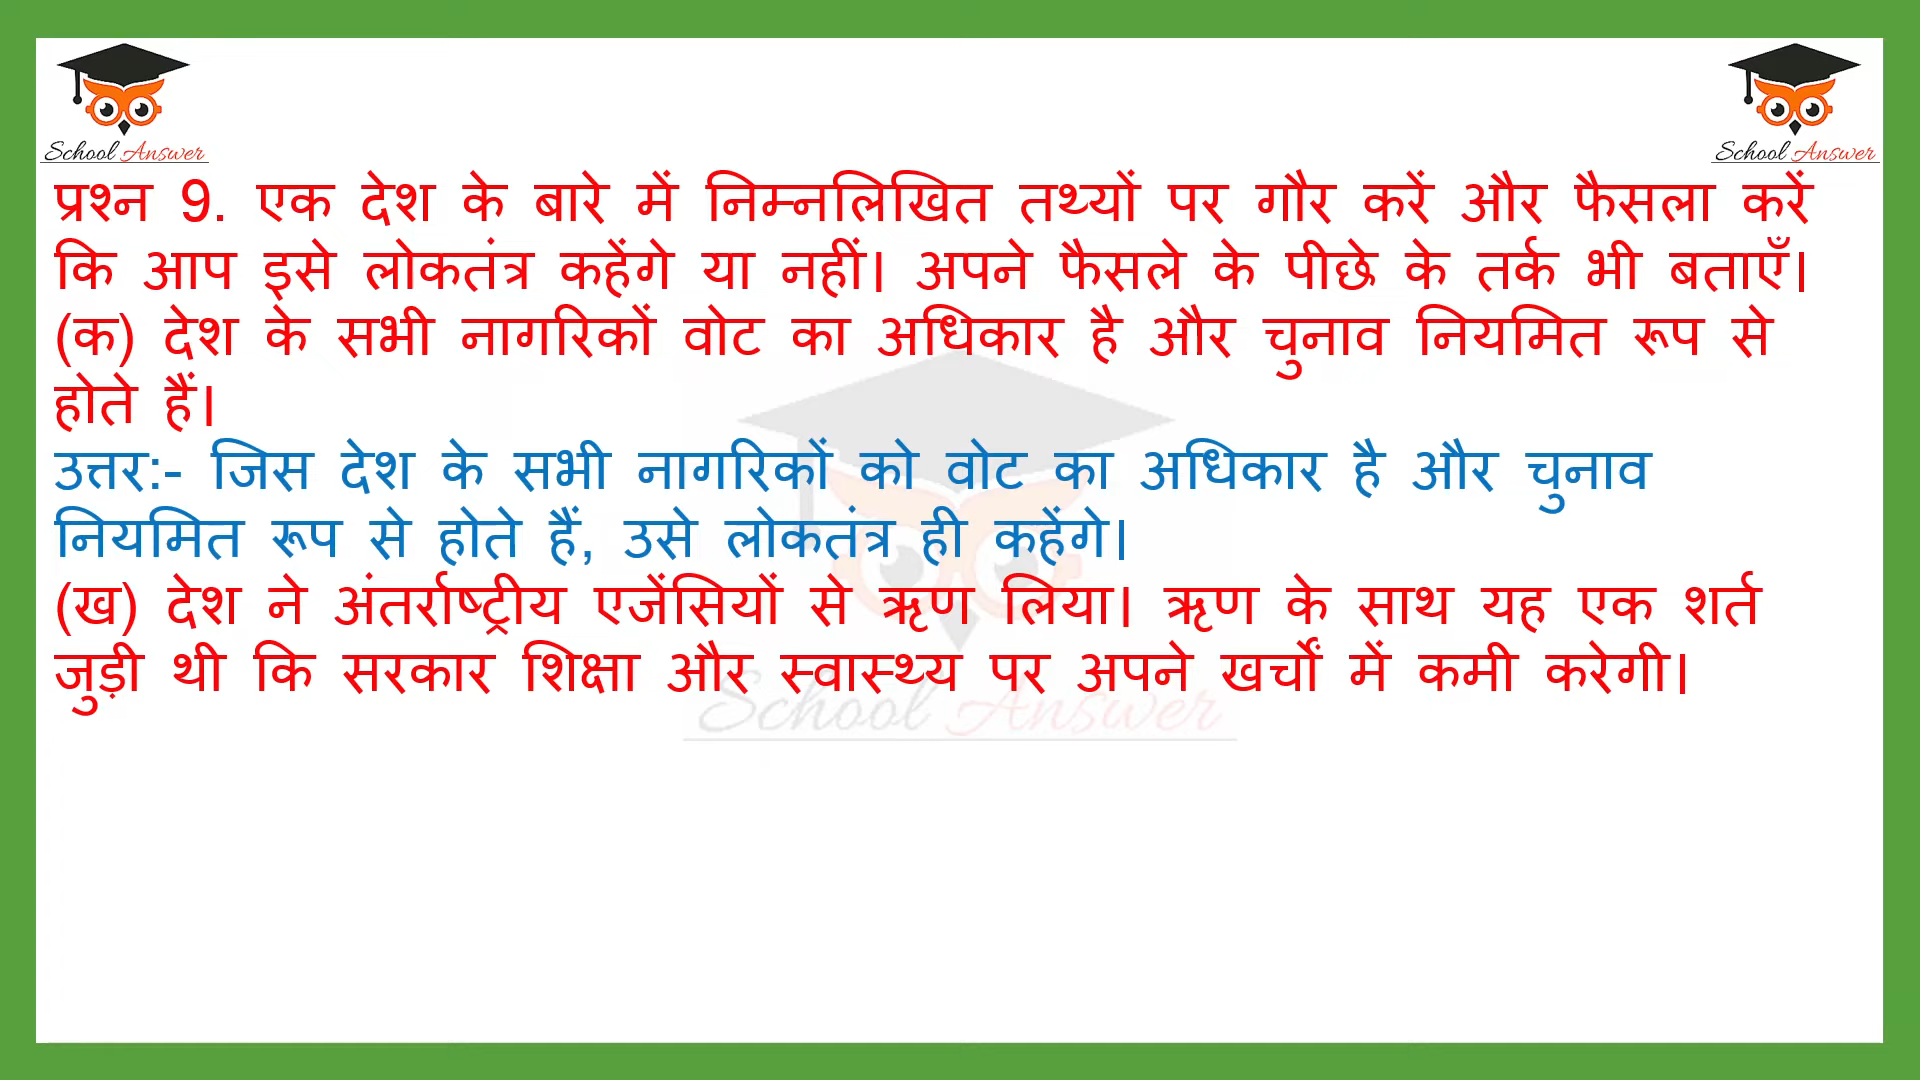 School Answer
School Answer
प्रश्न 9. एक देश के बारे में निम्नलिखित तथ्यों पर गौर करें और फैसला करें
कि आप इसे लोकतंत्र कहेंगे या नहीं। अपने फैसले के पीछे के तर्क भी बताएँ।
(क) देश के सभी नागरिकों वोट का अधिकार है और चुनाव नियमित रूप से
होते हैं।
उत्तर:- जिस देश के सभी नागरिकों को वोट का अधिकार है और चुनाव
नियमित रूप से होते हैं, उसे लोकतंत्र ही कहेंगे।
(ख) देश ने अंतर्राष्ट्रीय एजेंसियों से ऋण लिया। ऋण के साथ यह एक शर्त
जुड़ी थी कि सरकार शिक्षा और स्वास्थ्य पर अपने खर्चों में कमी करेगी।
School Answer